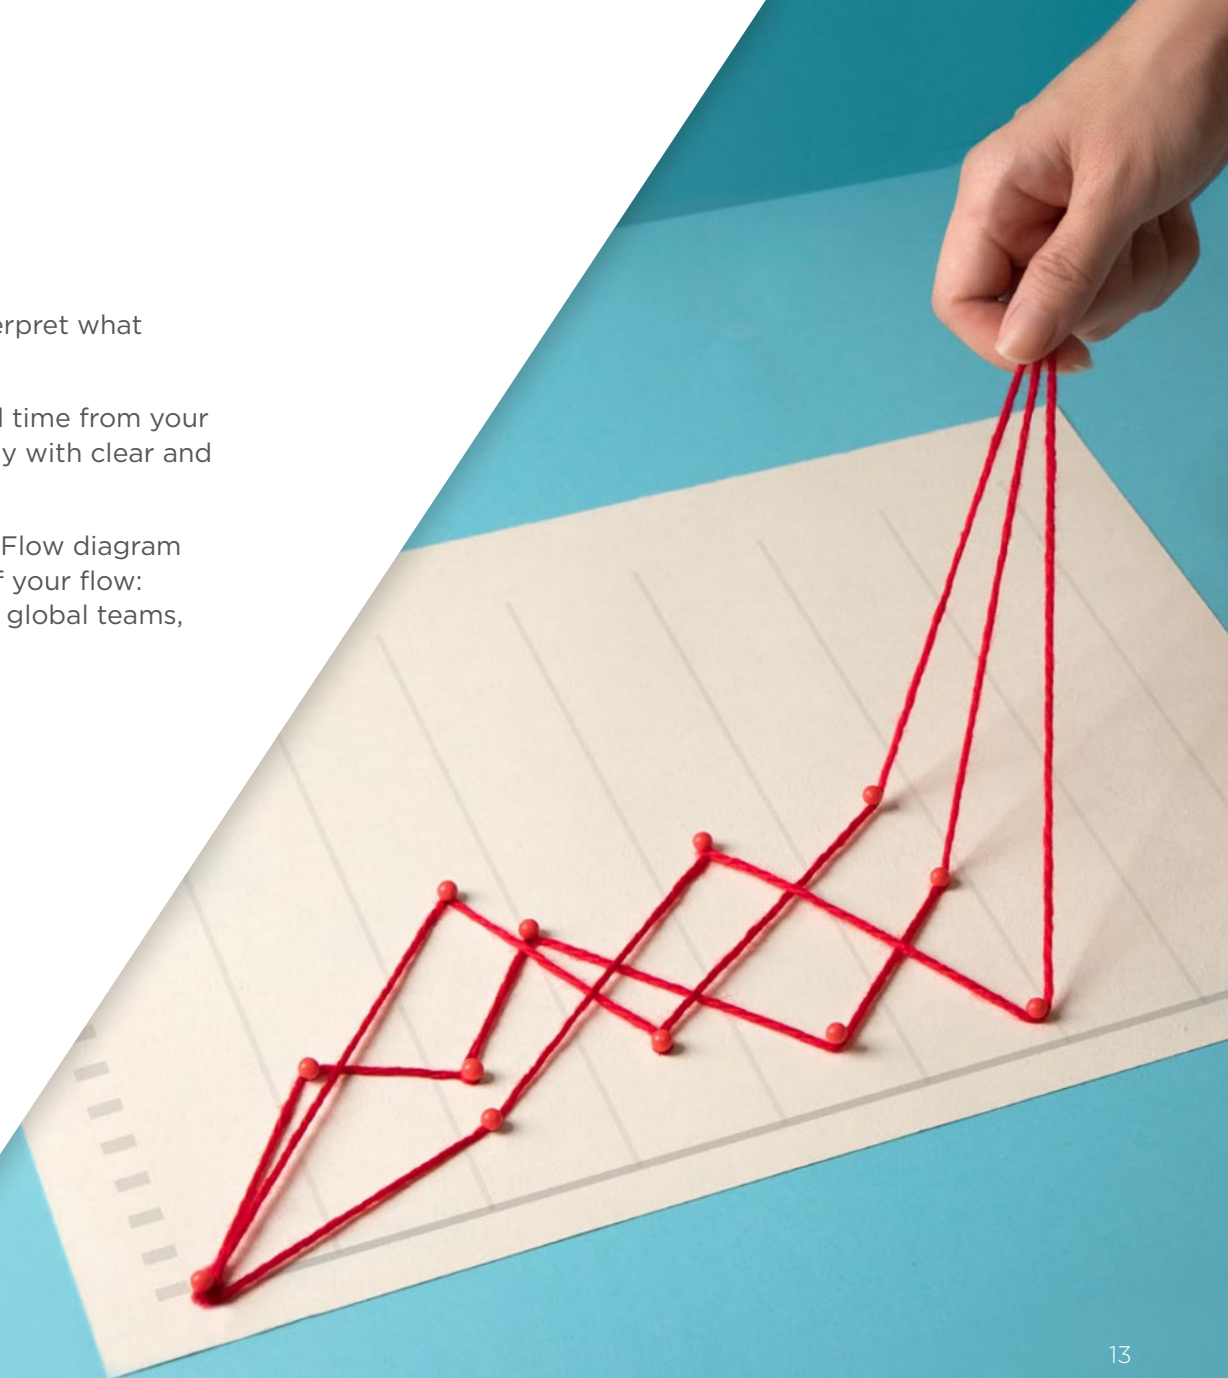 erpret what
time from your
y with clear and
Flow diagram
your flow:
global teams,
13